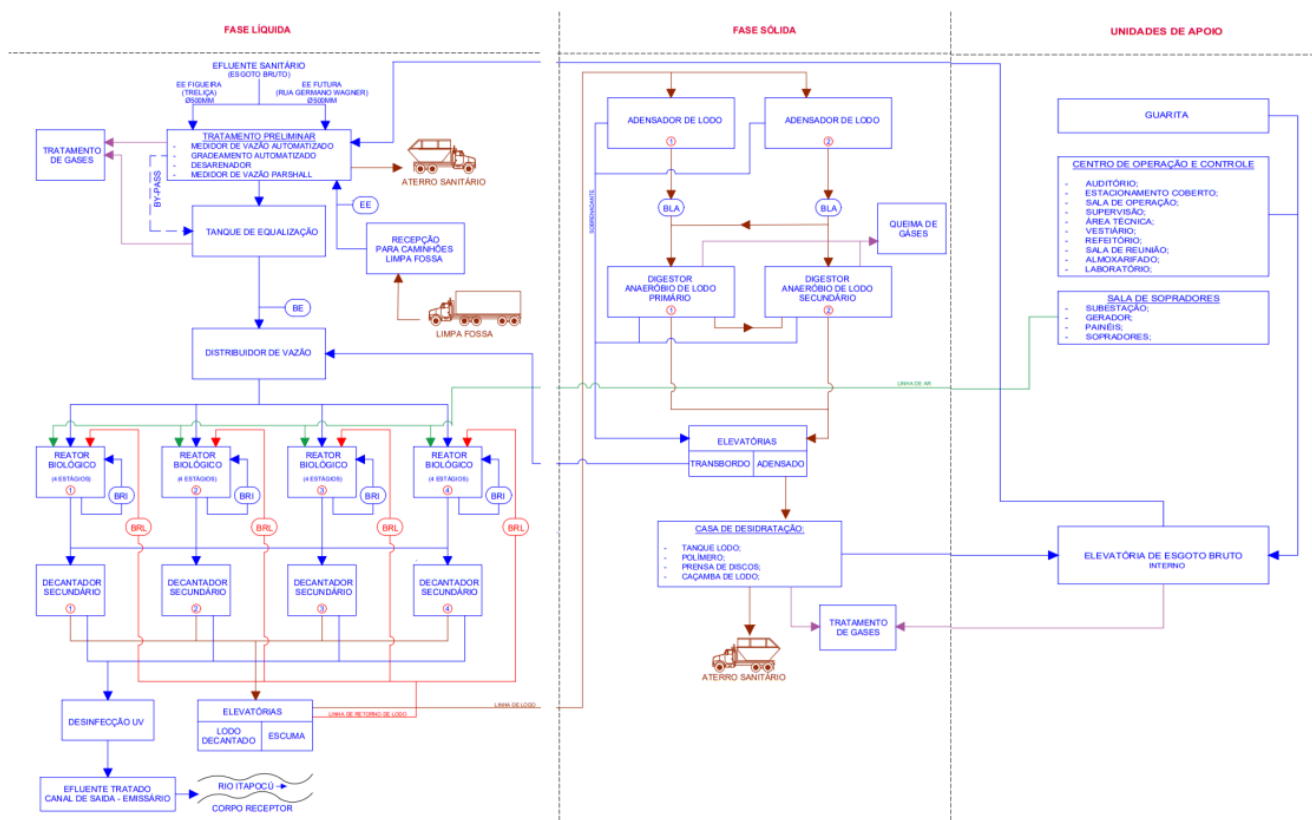 FASE LÍQUIDA
FASE SÓLIDA
UNIDADES DE APOIO
EFLUENTE SANITÁRIO
(ESGOTO BRUTO)
EE FIGUEIRA
(TRELIÇA)
Ø500MM
EE FUTURA
(RUA GERMANO WAGNER)
Ø500MM
TRATAMENTO PRELIMINAR
- MEDIDOR DE VAZÃO AUTOMATIZADO
- GRADEAMENTO AUTOMATIZADO
- DESARENADOR
- MEDIDOR DE VAZÃO PARSHALL
TRATAMENTO
DE GASES
BY-PASS
ATERRO SANITÁRIO
EE
TANQUE DE EQUALIZAÇÃO
RECEPÇÃO
PARA CAMINHÕES
LIMPA FOSSA
LIMPA FOSSA
BE
DISTRIBUIDOR DE VAZÃO
REATOR
BIOLÓGICO
(4 ESTÁGIOS)
1
BRI
BRL
REATOR
BIOLÓGICO
(4 ESTÁGIOS)
2
BRI
BRL
REATOR
BIOLÓGICO
(4 ESTÁGIOS)
3
BRI
BRL
REATOR
BIOLÓGICO
(4 ESTÁGIOS)
4
BRI
BRL
DECANTADOR
SECUNDÁRIO
1
DECANTADOR
SECUNDÁRIO
2
DECANTADOR
SECUNDÁRIO
3
DECANTADOR
SECUNDÁRIO
4
DESINFECÇÃO UV
ELEVATÓRIAS
LODO
DECANTADO
ESCUMA
LINHA DE RETORNO DE LODO
LINHA DE LODO
EFLUENTE TRATADO
CANAL DE SAIDA - EMISSÁRIO
RIO ITAPOCÚ
CORPO RECEPTOR
ADENSADOR DE LODO
1
ADENSADOR DE LODO
2
SOBRENADANTE
BLA
BLA
QUEIMA DE
GÁSES
DIGESTOR
ANAERÓBIO DE LODO
PRIMÁRIO
1
DIGESTOR
ANAERÓBIO DE LODO
SECUNDÁRIO
2
LINHA DE AR
ELEVATÓRIAS
TRANSBORDO
ADENSADO
CASA DE DESIDRATAÇÃO;
- TANQUE LODO;
- POLÍMERO;
- PRENSA DE DISCOS;
- CAÇAMBA DE LODO;
TRATAMENTO
DE GASES
ATERRO SANITÁRIO
GUARITA
CENTRO DE OPERAÇÃO E CONTROLE
- AUDITÓRIO;
- ESTACIONAMENTO COBERTO;
- SALA DE OPERAÇÃO;
- SUPERVISÃO;
- ÁREA TÉCNICA;
- VESTIÁRIO;
- REFEITÓRIO;
- SALA DE REUNIÃO;
- ALMOXARIFADO;
- LABORATÓRIO;
SALA DE SOPRADORES
- SUBESTAÇÃO;
- GERADOR;
- PAINÉIS;
- SOPRADORES;
ELEVATÓRIA DE ESGOTO BRUTO
INTERNO